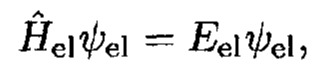 Ĥ_el ψ_el = E_el ψ_el,